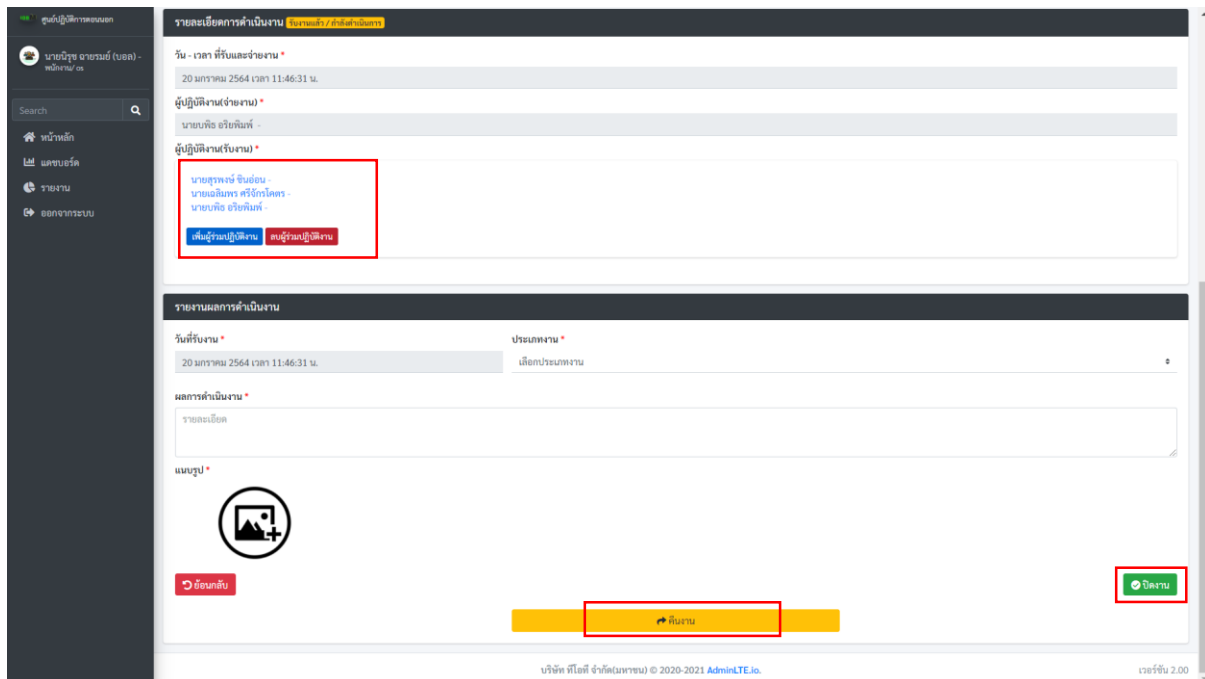 ศูนย์ปฏิบัติการตอนนอก
รายละเอียดการดำเนินงาน รับงานแล้ว / กำลังดำเนินการ
นายนิรุช ฉายรมย์ (บอล) -
พนักงาน/ os
Search
หน้าหลัก
แดชบอร์ด
รายงาน
ออกจากระบบ
วัน - เวลา ที่รับและจ่ายงาน *
20 มกราคม 2564 เวลา 11:46:31 น.
ผู้ปฏิบัติงาน(จ่ายงาน) *
นายบพิธ อริยพิมพ์ -
ผู้ปฏิบัติงาน(รับงาน) *
นายสุรพงษ์ ชินอ่อน -
นายเฉลิมพร ศรีจักรโคตร -
นายบพิธ อริยพิมพ์ -
เพิ่มผู้ร่วมปฏิบัติงาน ลบผู้ร่วมปฏิบัติงาน
รายงานผลการดำเนินงาน
วันที่รับงาน * ประเภทงาน *
20 มกราคม 2564 เวลา 11:46:31 น. เลือกประเภทงาน
ผลการดำเนินงาน *
รายละเอียด
แนบรูป *
ย้อนกลับ ปิดงาน
คืนงาน
บริษัท ทีโอที จำกัด(มหาชน) © 2020-2021 AdminLTE.io. เวอร์ชัน 2.00